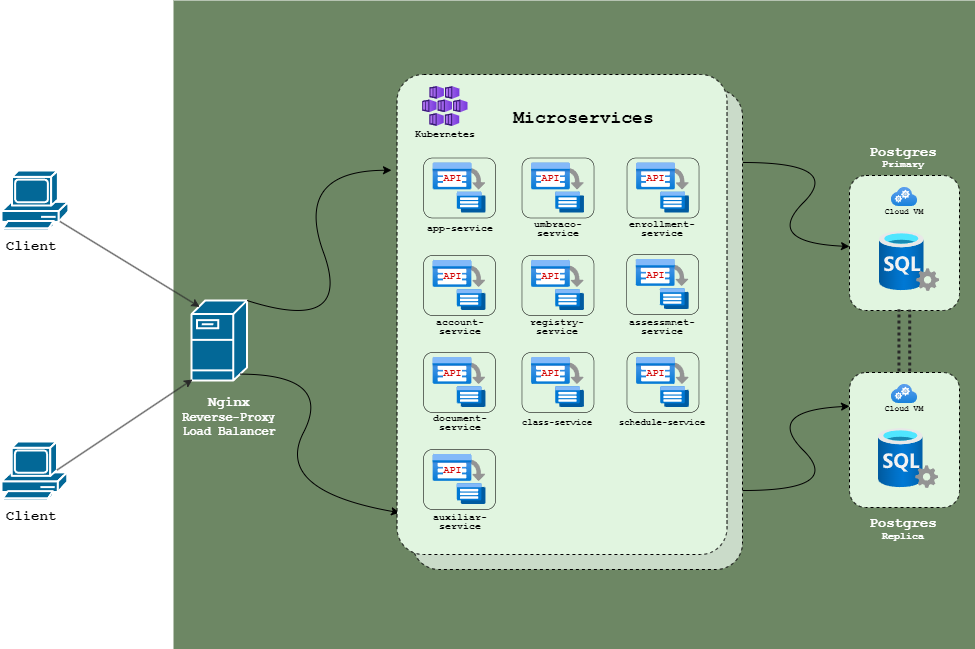 Client
Client
Nginx
Reverse-Proxy
Load Balancer
Kubernetes
Microservices
API
app-service
API
umbraco-
service
API
enrollment-
service
API
account-
service
API
registry-
service
API
assessmnet-
service
API
document-
service
API
class-service
API
schedule-service
API
auxiliar-
service
Postgres
Primary
Cloud VM
SQL
Cloud VM
SQL
Postgres
Replica